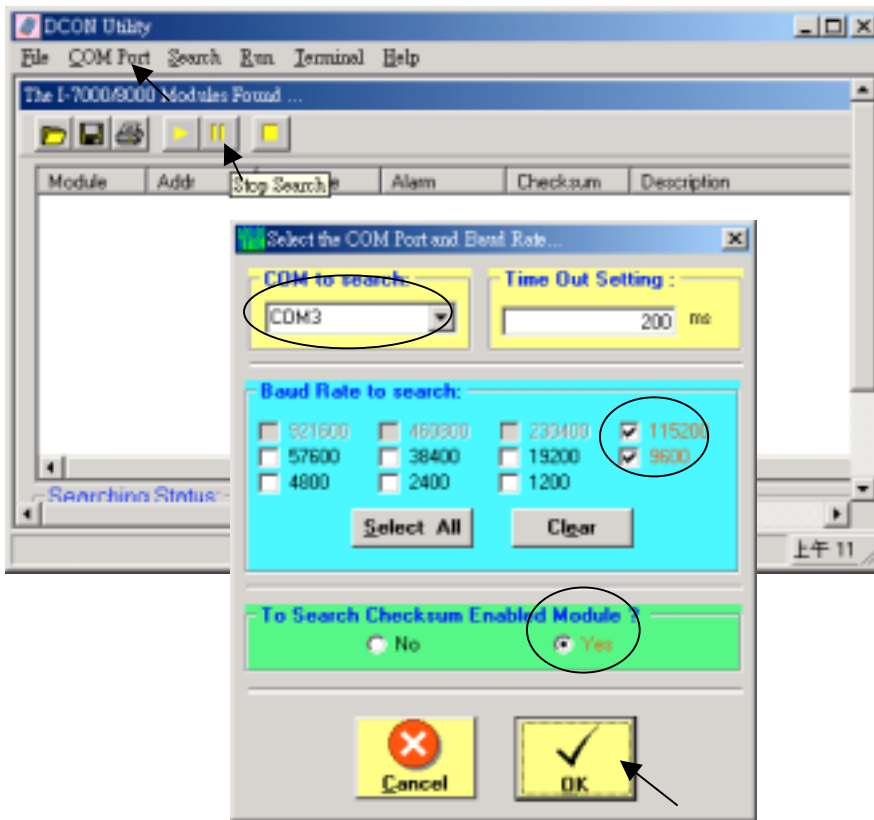 DCON Utility
File COM Port Search Run Terminal Help
The I-7000/8000 Modules Found ...
Module Addr Alarm Checksum Description
Stop Search
Select the COM Port and Baud Rate...
COM to search: Time Out Setting :
COM3 200 ms
Baud Rate to search:
921600 460800 230400 115200
57600 38400 19200 9600
4800 2400 1200
Searching Status:
Select All Clear
上午 11
To Search Checksum Enabled Module ?
No Yes
Cancel OK